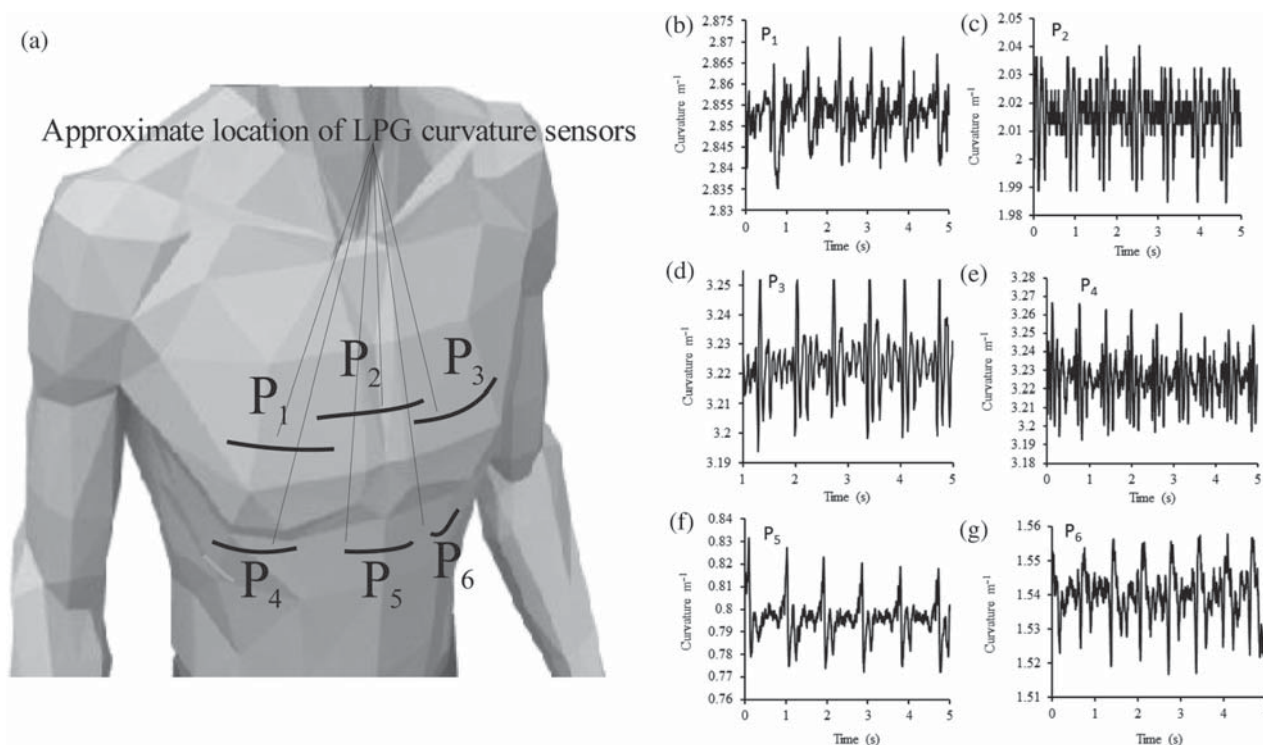 (a)
Approximate location of LPG curvature sensors
P1
P2
P3
P4
P5
P6
(b)
P1
2.875
2.87
2.865
2.86
2.855
2.85
2.845
2.84
2.835
2.83
Curvature m-1
0 1 2 3 4 5
Time (s)
(c)
P2
2.05
2.04
2.03
2.02
2.01
2
1.99
1.98
Curvature m-1
0 1 2 3 4 5
Time (s)
(d)
P3
3.25
3.24
3.23
3.22
3.21
3.2
3.19
Curvature m-1
1 2 3 4 5
Time (s)
(e)
P4
3.28
3.27
3.26
3.25
3.24
3.23
3.22
3.21
3.2
3.19
3.18
Curvature m-1
0 1 2 3 4 5
Time (s)
(f)
P5
0.84
0.83
0.82
0.81
0.8
0.79
0.78
0.77
0.76
Curvature m-1
0 1 2 3 4 5
Time (s)
(g)
P6
1.56
1.55
1.54
1.53
1.52
1.51
Curvature m-1
0 1 2 3 4
Time (s)